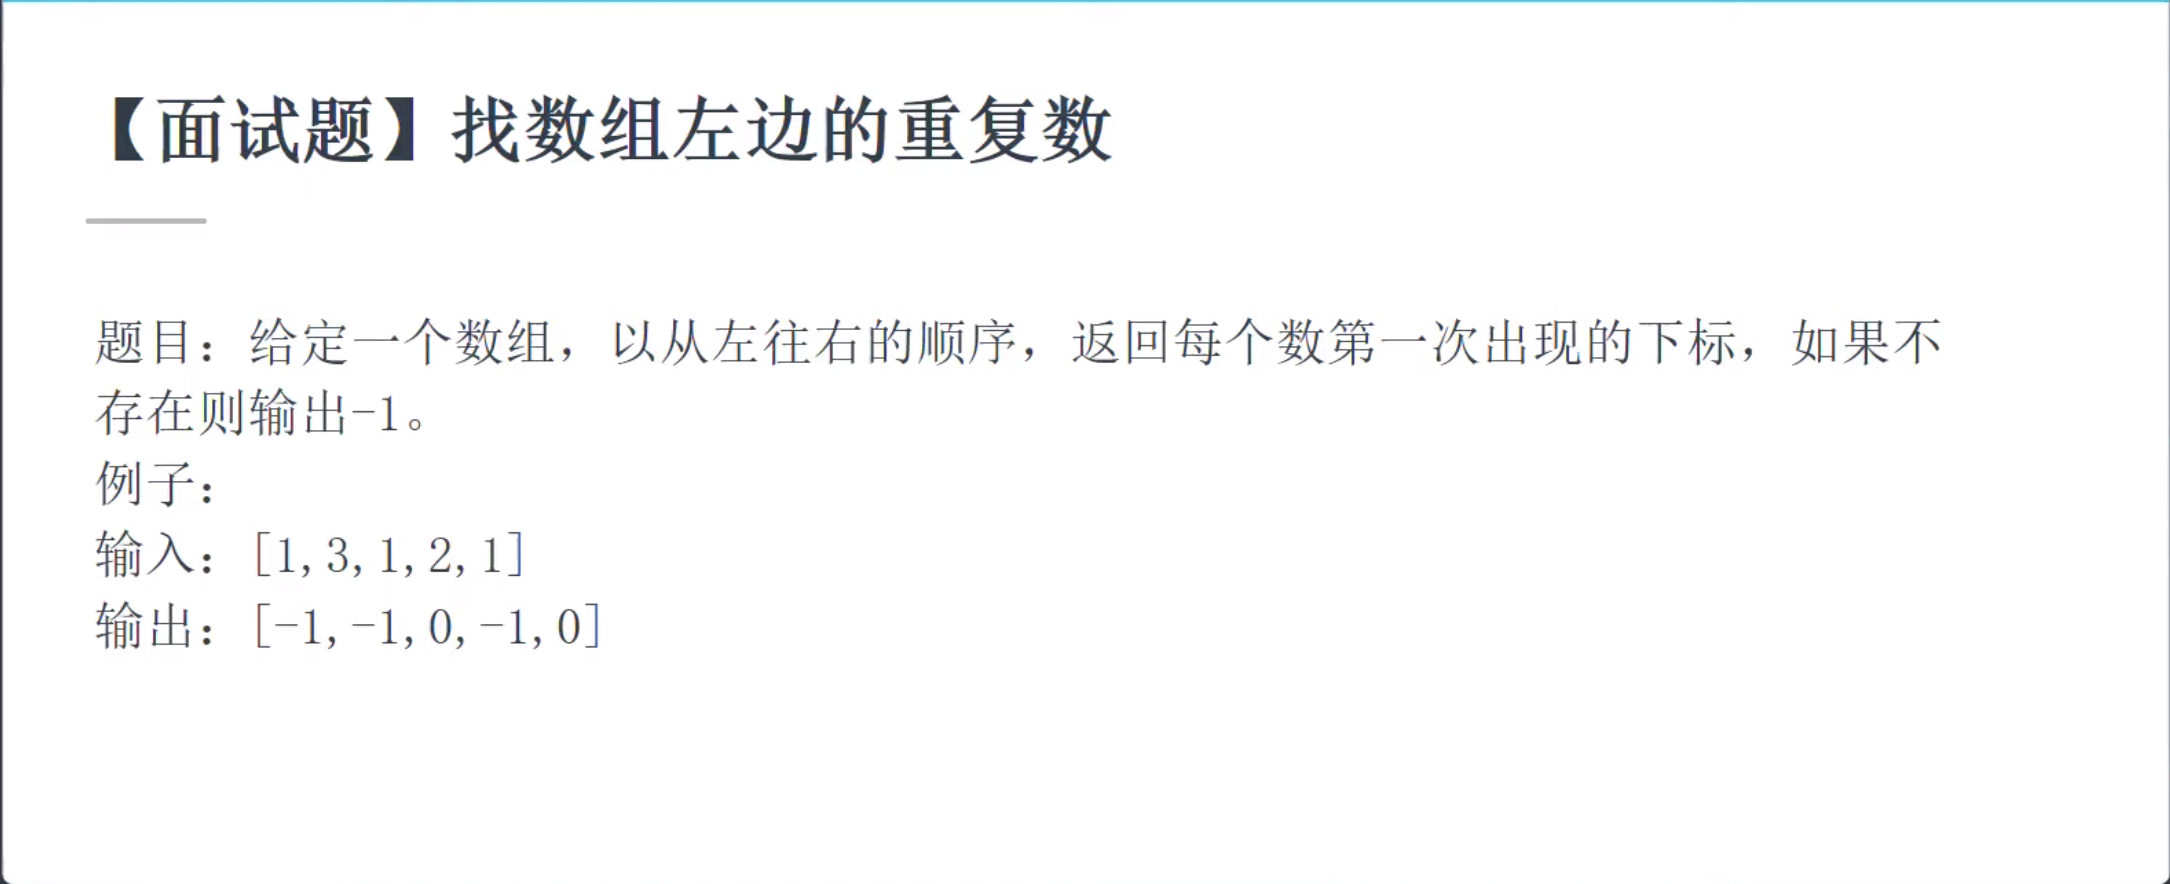 【面试题】找数组左边的重复数
题目：给定一个数组，以从左往右的顺序，返回每个数第一次出现的下标，如果不
存在则输出-1。
例子：
输入：[1,3,1,2,1]
输出：[-1,-1,0,-1,0]